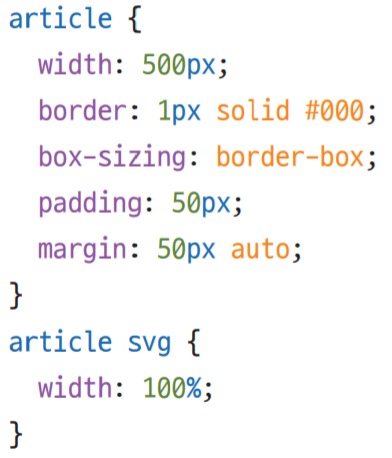 article {
  width: 500px;
  border: 1px solid #000;
  box-sizing: border-box;
  padding: 50px;
  margin: 50px auto;
}
article svg {
  width: 100%;
}